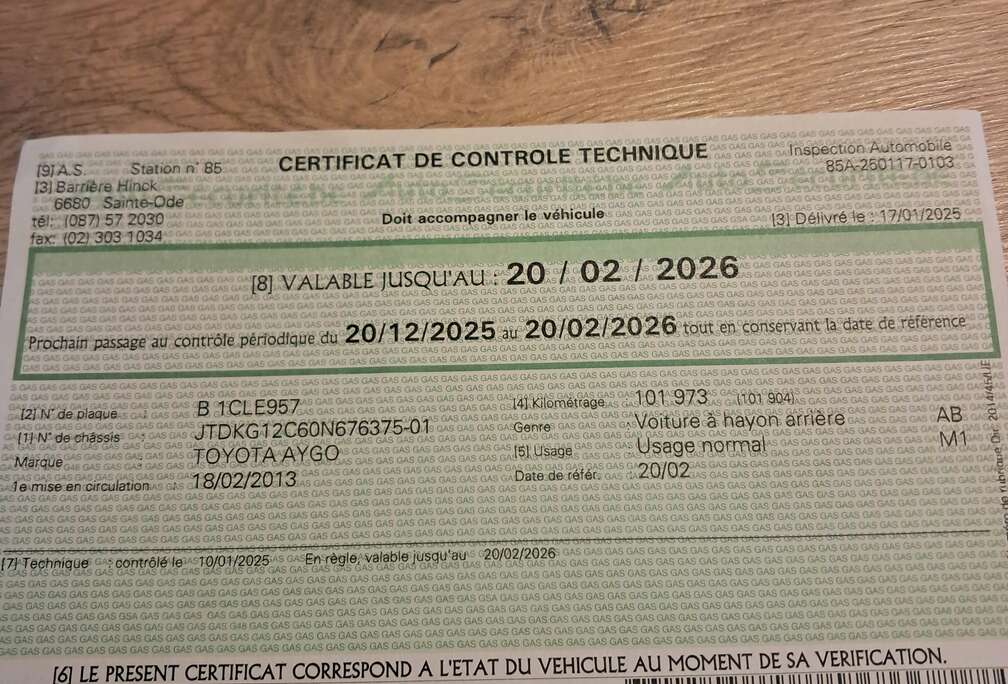 [9] A.S. Station n° 85
[3] Barrière Hinck
6680 Sainte-Ode
tél: (087) 57 2030
fax: (02) 303 1034
CERTIFICAT DE CONTROLE TECHNIQUE
Doit accompagner le véhicule
Inspection Automobile
85A-250117-0103
[3] Délivré le : 17/01/2025
[8] VALABLE JUSQU'AU : 20 / 02 / 2026
Prochain passage au contrôle périodique du 20/12/2025 au 20/02/2026 tout en conservant la date de référence
[2] N° de plaque : B 1CLE957
[1] N° de châssis : JTDKG12C60N676375-01
Marque : TOYOTA AYGO
1e mise en circulation : 18/02/2013
[4] Kilométrage : 101 973 (101 904)
Genre : Voiture à hayon arrière AB
[5] Usage : Usage normal M1
Date de référ. : 20/02
2014/45/UE
[7] Technique : contrôlé le 10/01/2025 En règle, valable jusqu'au 20/02/2026
[6] LE PRESENT CERTIFICAT CORRESPOND A L'ETAT DU VEHICULE AU MOMENT DE SA VERIFICATION.